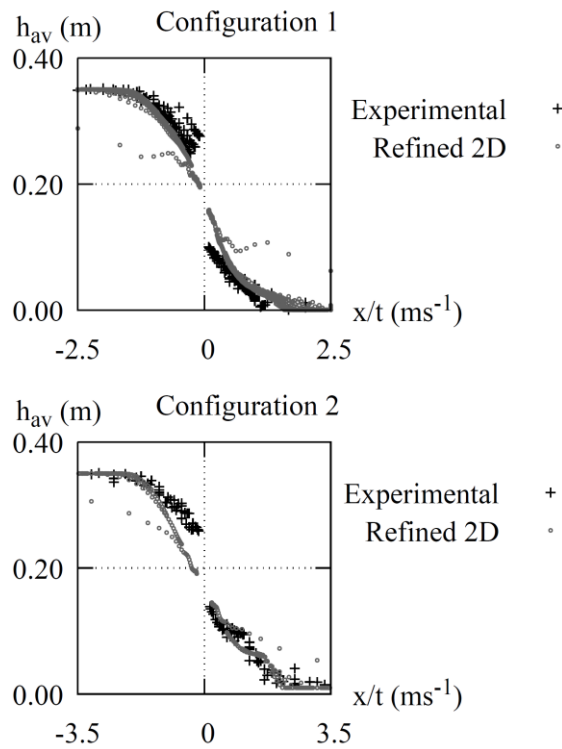 h_av (m) Configuration 1
0.40
Experimental +
Refined 2D ∘
0.20
0.00 x/t (ms⁻¹)
-2.5 0 2.5
h_av (m) Configuration 2
0.40
Experimental +
Refined 2D ∘
0.20
0.00 x/t (ms⁻¹)
-3.5 0 3.5